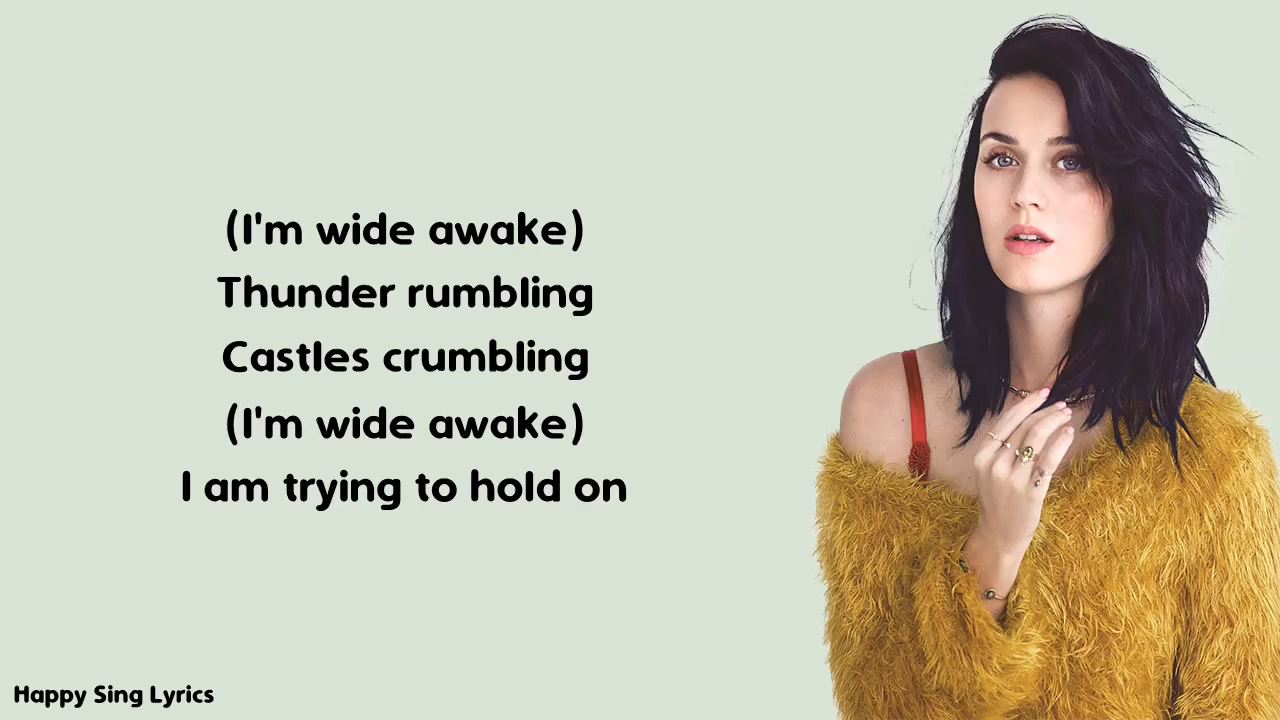 (I'm wide awake)
Thunder rumbling
Castles crumbling
(I'm wide awake)
I am trying to hold on
Happy Sing Lyrics